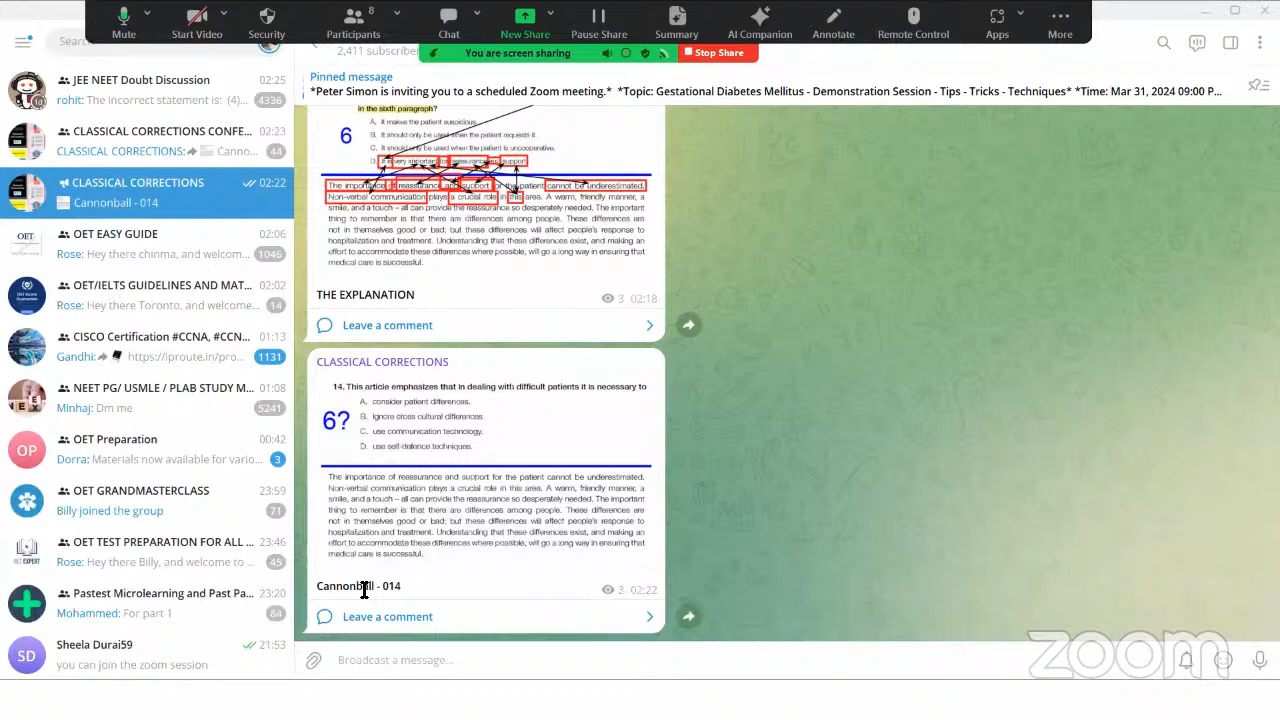 Mute
Start Video
Security
Participants
8
Chat
New Share
Pause Share
Summary
AI Companion
Annotate
Remote Control
Apps
More
You are screen sharing
Stop Share
2,411 subscribers
Pinned message
*Peter Simon is inviting you to a scheduled Zoom meeting.* *Topic: Gestational Diabetes Mellitus - Demonstration Session - Tips - Tricks - Techniques* *Time: Mar 31, 2024 09:00 P...
JEE NEET Doubt Discussion
02:25
rohit: The incorrect statement is: (4)...
4336
CLASSICAL CORRECTIONS CONFE...
02:23
CLASSICAL CORRECTIONS: Canno...
44
CLASSICAL CORRECTIONS
02:22
Cannonball - 014
OET EASY GUIDE
02:06
Rose: Hey there chinma, and welcom...
1046
OET/IELTS GUIDELINES AND MAT...
02:02
Rose: Hey there Toronto, and welcome...
14
CISCO Certification #CCNA, #CCN...
01:13
Gandhi: https://iproute.in/pro...
1131
NEET PG/ USMLE / PLAB STUDY M...
01:08
Minhaj: Dm me
5241
OP
OET Preparation
00:42
Dorra: Materials now available for vario...
3
OET GRANDMASTERCLASS
23:59
Billy joined the group
71
OET TEST PREPARATION FOR ALL ...
23:46
Rose: Hey there Billy, and welcome to ...
45
Pastest Microlearning and Past Pa...
23:20
Mohammed: For part 1
84
SD
Sheela Durai59
21:53
you can join the zoom session
in the sixth paragraph?
A. It makes the patient suspicious.
B. It should only be used when the patient requests it.
6
C. It should only be used when the patient is uncooperative.
D. It is very important for reassurance and support.
The importance of reassurance and support for the patient cannot be underestimated.
Non-verbal communication plays a crucial role in this area. A warm, friendly manner, a
smile, and a touch – all can provide the reassurance so desperately needed. The important
thing to remember is that there are differences among people. These differences are
not in themselves good or bad; but these differences will affect people's response to
hospitalization and treatment. Understanding that these differences exist, and making an
effort to accommodate these differences where possible, will go a long way in ensuring that
medical care is successful.
THE EXPLANATION
3 02:18
Leave a comment
CLASSICAL CORRECTIONS
14. This article emphasizes that in dealing with difficult patients it is necessary to
A. consider patient differences.
6?
B. ignore cross cultural differences.
C. use communication technology.
D. use self-defence techniques.
The importance of reassurance and support for the patient cannot be underestimated.
Non-verbal communication plays a crucial role in this area. A warm, friendly manner, a
smile, and a touch – all can provide the reassurance so desperately needed. The important
thing to remember is that there are differences among people. These differences are
not in themselves good or bad; but these differences will affect people's response to
hospitalization and treatment. Understanding that these differences exist, and making an
effort to accommodate these differences where possible, will go a long way in ensuring that
medical care is successful.
Cannonball - 014
3 02:22
Leave a comment
Broadcast a message...
zoom